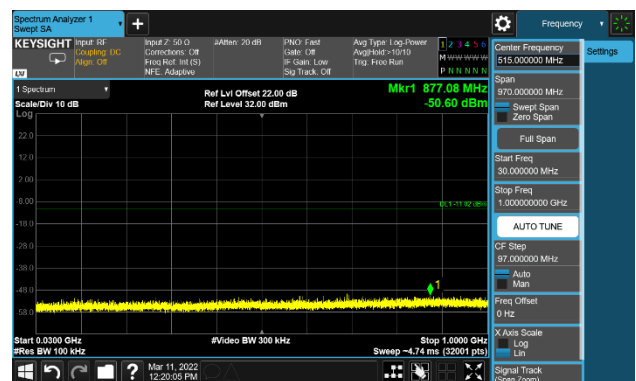 Spectrum Analyzer 1
Swept SA
Frequency
KEYSIGHT
Input: RF
Coupling: DC
Align: Off
Input Z: 50 Ω
Corrections: Off
Freq Ref: Int (S)
NFE: Adaptive
#Atten: 20 dB
PNO: Fast
Gate: Off
IF Gain: Low
Sig Track: Off
Avg Type: Log-Power
Avg|Hold:>10/10
Trig: Free Run
1 2 3 4 5 6
M W W W W W
P N N N N N
LXI
1 Spectrum
Scale/Div 10 dB
Log
Ref Lvl Offset 22.00 dB
Ref Level 32.00 dBm
Mkr1 877.08 MHz
-50.60 dBm
22.0
12.0
2.00
-8.00
-18.0
-28.0
-38.0
-48.0
-58.0
1
Start 0.0300 GHz
#Res BW 100 kHz
#Video BW 300 kHz
Stop 1.0000 GHz
Sweep ~4.74 ms (32001 pts)
Mar 11, 2022
12:20:05 PM
Center Frequency
515.000000 MHz
Span
970.000000 MHz
Swept Span
Zero Span
Full Span
Start Freq
30.000000 MHz
Stop Freq
1.000000000 GHz
AUTO TUNE
CF Step
97.000000 MHz
Auto
Man
Freq Offset
0 Hz
X Axis Scale
Log
Lin
Signal Track
(Span Zoom)
Settings